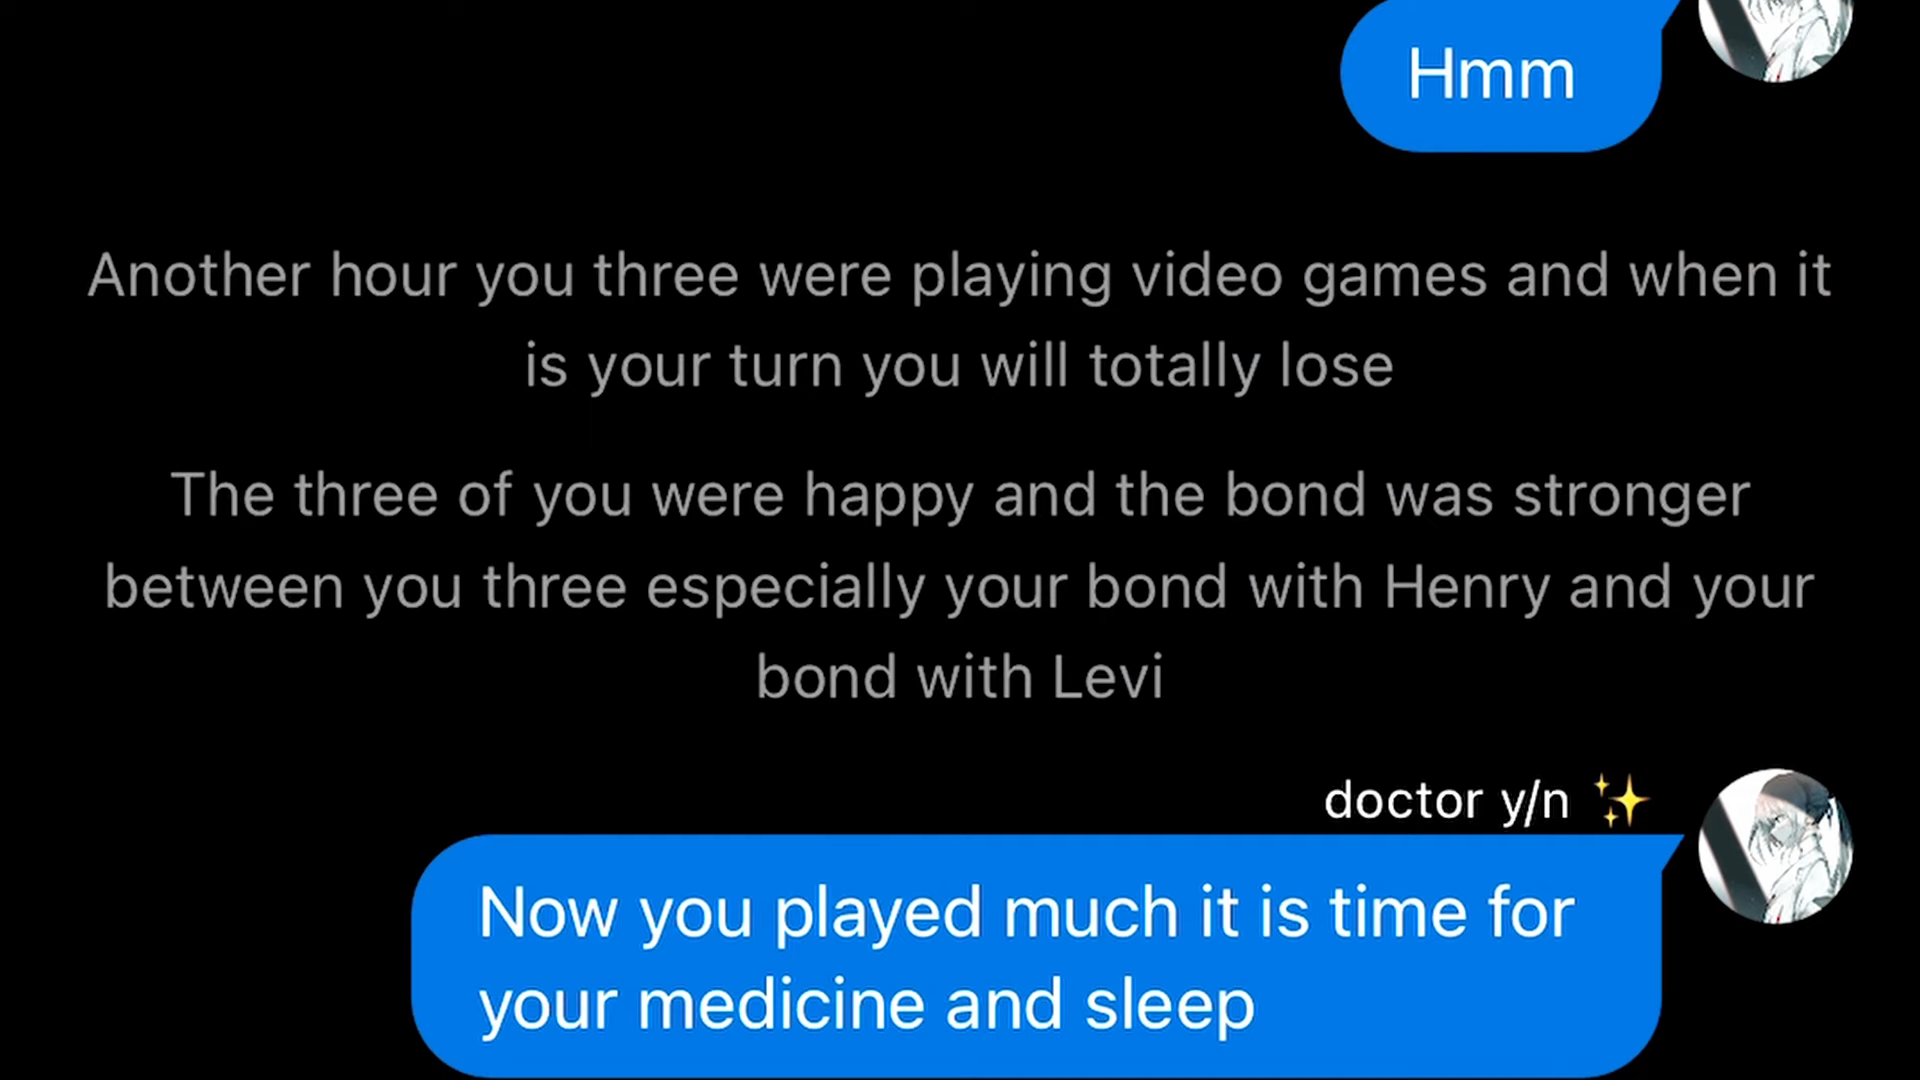 Hmm
Another hour you three were playing video games and when it
is your turn you will totally lose
The three of you were happy and the bond was stronger
between you three especially your bond with Henry and your
bond with Levi
doctor y/n ✨
Now you played much it is time for
your medicine and sleep